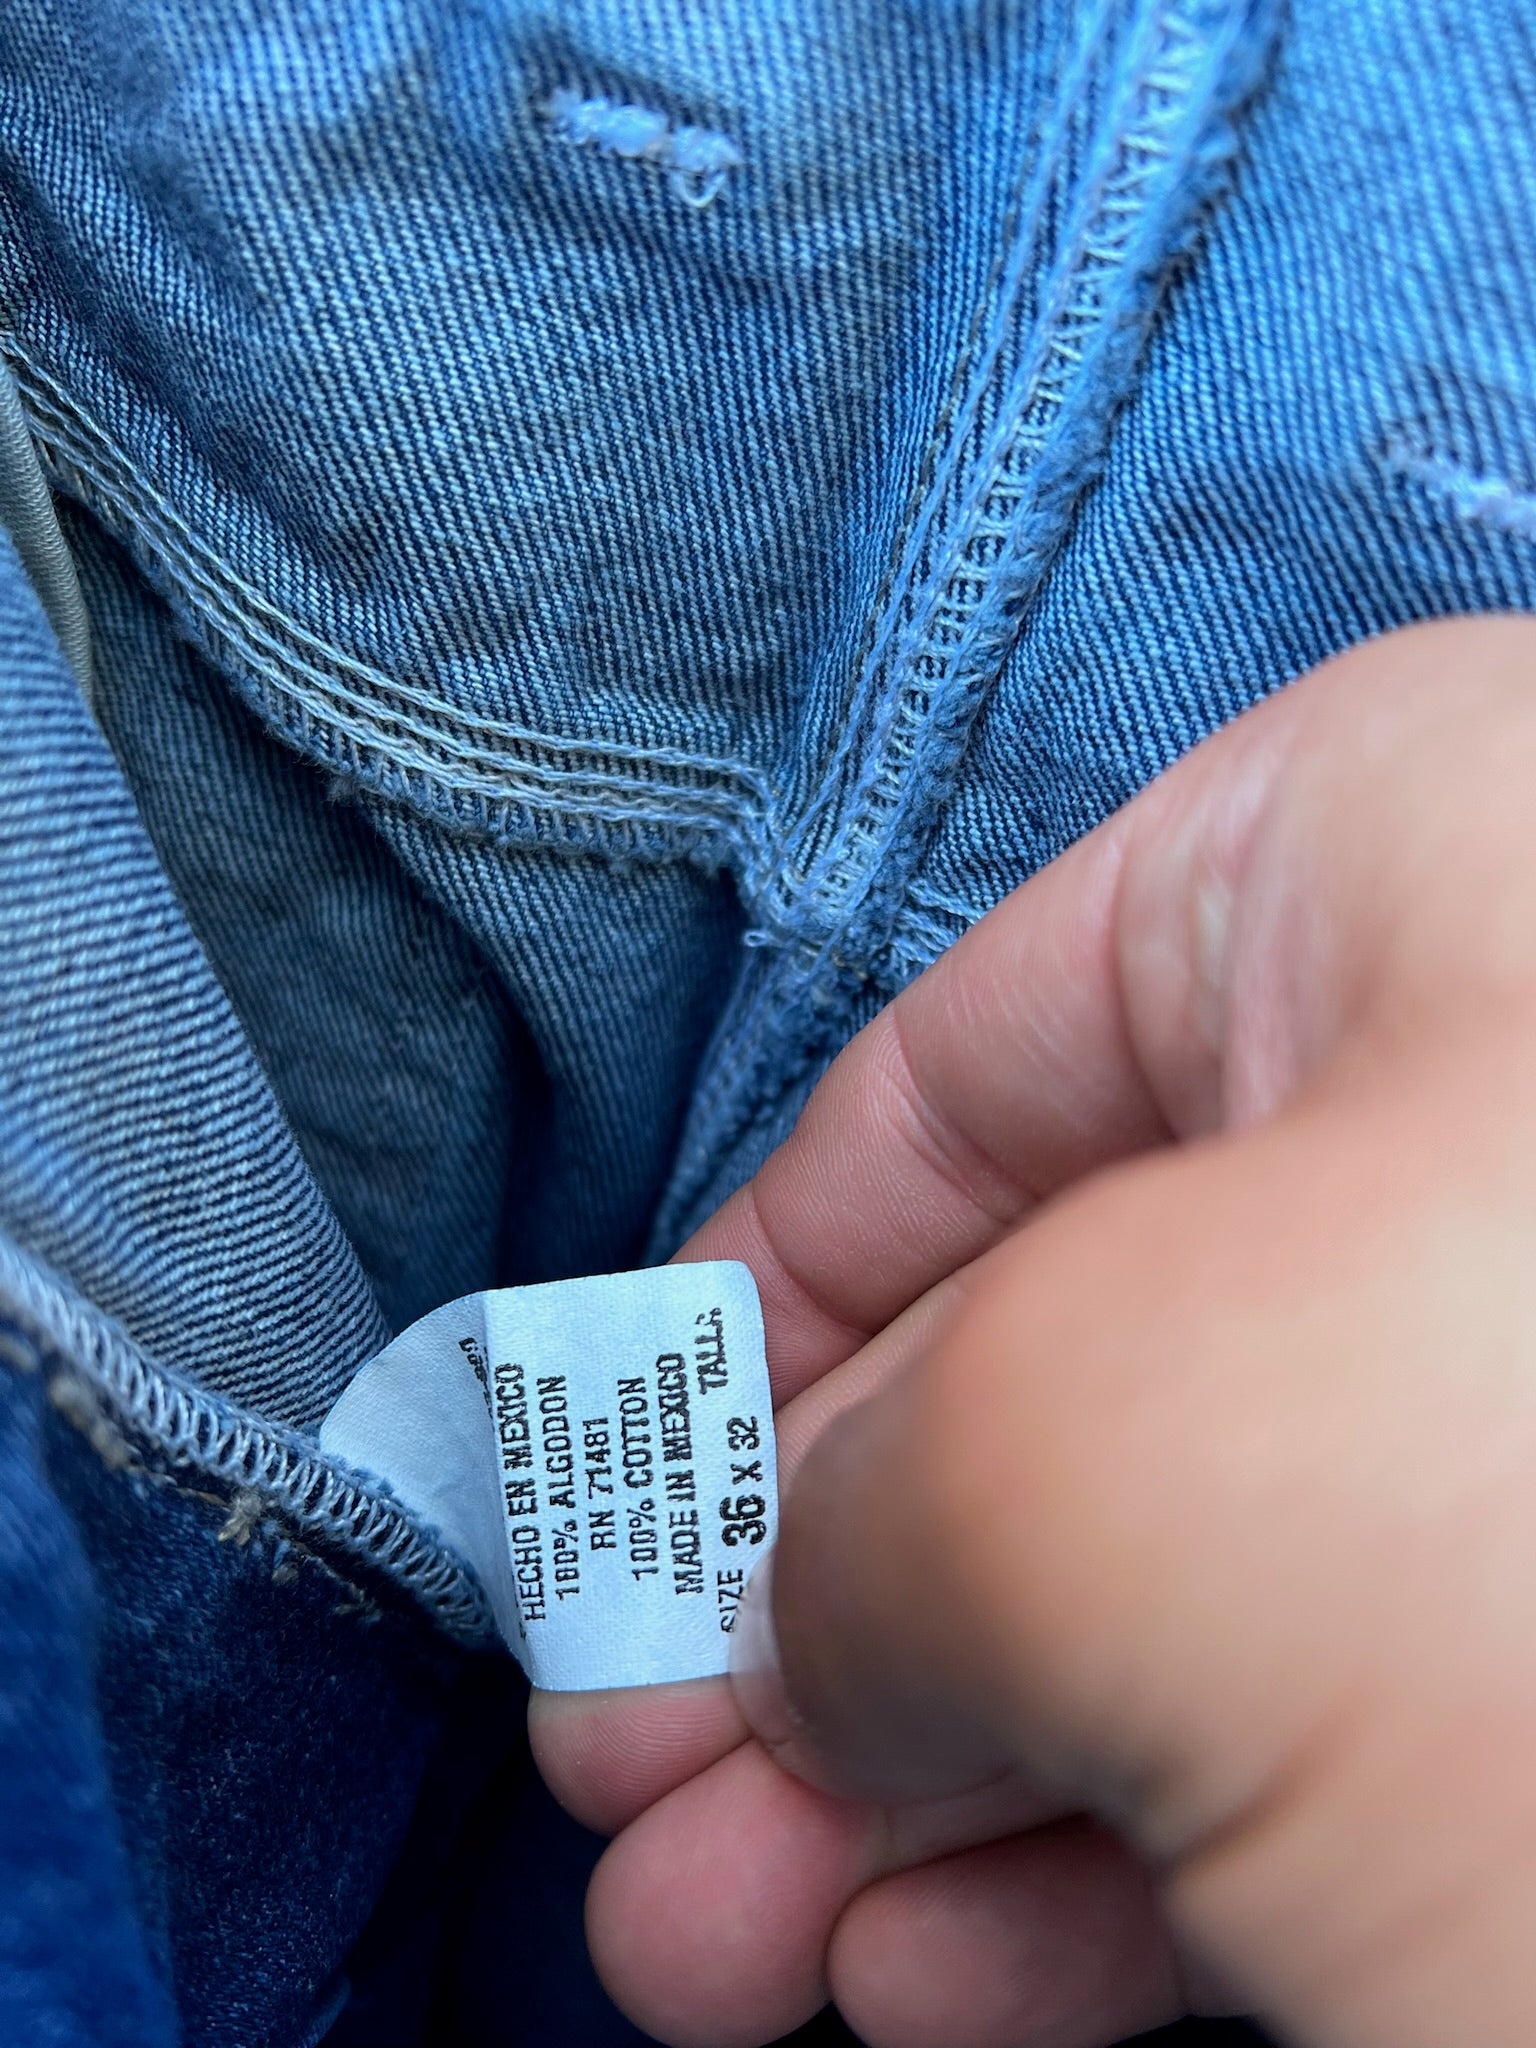 HECHO EN MEXICO
100% ALGODON
RN 71481
100% COTTON
MADE IN MEXICO
SIZE 36 X 32 TALLA